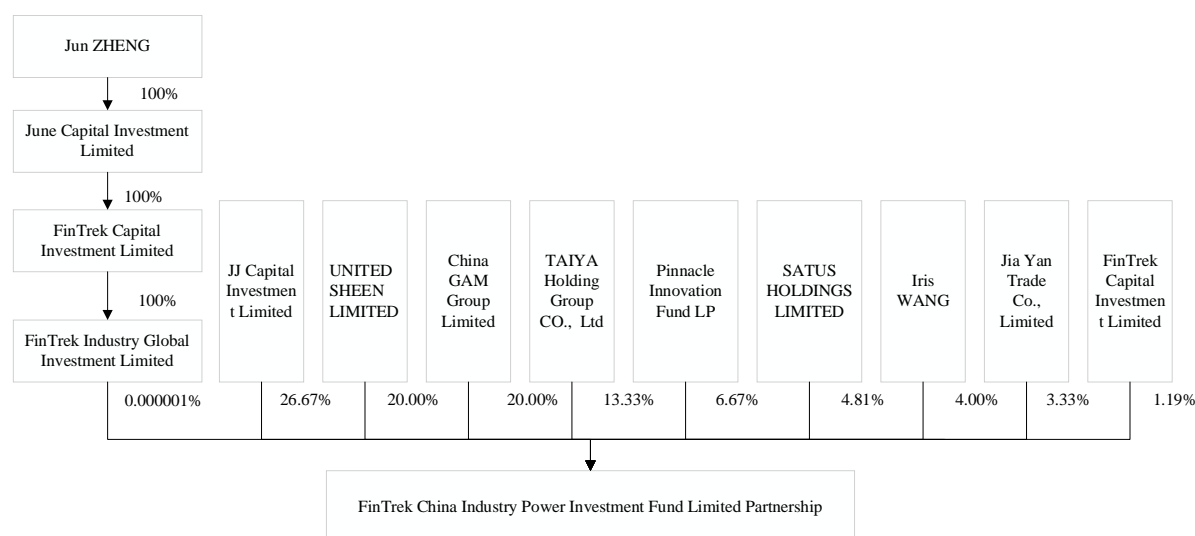 Jun ZHENG
100%
June Capital Investment
Limited
100%
FinTrek Capital
Investment Limited
100%
FinTrek Industry Global
Investment Limited
JJ Capital
Investmen
t Limited
UNITED
SHEEN
LIMITED
China
GAM
Group
Limited
TAIYA
Holding
Group
CO., Ltd
Pinnacle
Innovation
Fund LP
SATUS
HOLDINGS
LIMITED
Iris
WANG
Jia Yan
Trade
Co.,
Limited
FinTrek
Capital
Investmen
t Limited
0.000001% 26.67% 20.00% 20.00% 13.33% 6.67% 4.81% 4.00% 3.33% 1.19%
FinTrek China Industry Power Investment Fund Limited Partnership